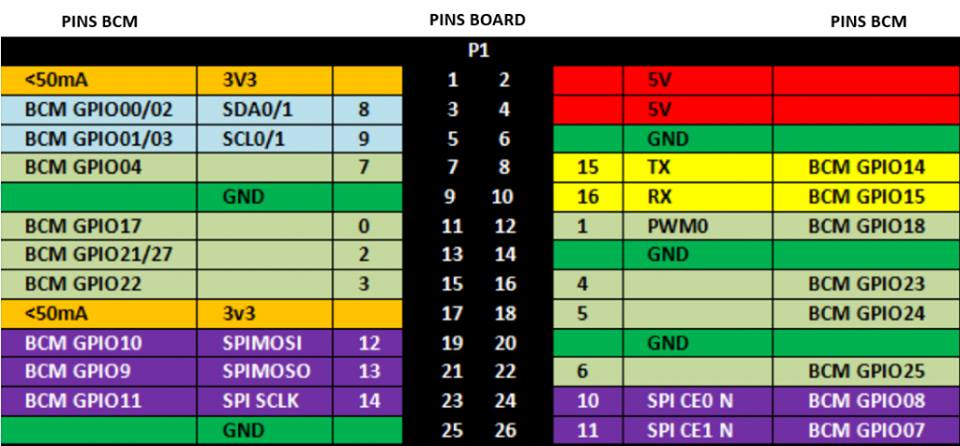 PINS BCM PINS BOARD PINS BCM
P1
<50mA 3V3 1 2 5V
BCM GPIO00/02 SDA0/1 8 3 4 5V
BCM GPIO01/03 SCL0/1 9 5 6 GND
BCM GPIO04 7 7 8 15 TX BCM GPIO14
GND 9 10 16 RX BCM GPIO15
BCM GPIO17 0 11 12 1 PWM0 BCM GPIO18
BCM GPIO21/27 2 13 14 GND
BCM GPIO22 3 15 16 4 BCM GPIO23
<50mA 3v3 17 18 5 BCM GPIO24
BCM GPIO10 SPIMOSI 12 19 20 GND
BCM GPIO9 SPIMOSO 13 21 22 6 BCM GPIO25
BCM GPIO11 SPI SCLK 14 23 24 10 SPI CE0 N BCM GPIO08
GND 25 26 11 SPI CE1 N BCM GPIO07